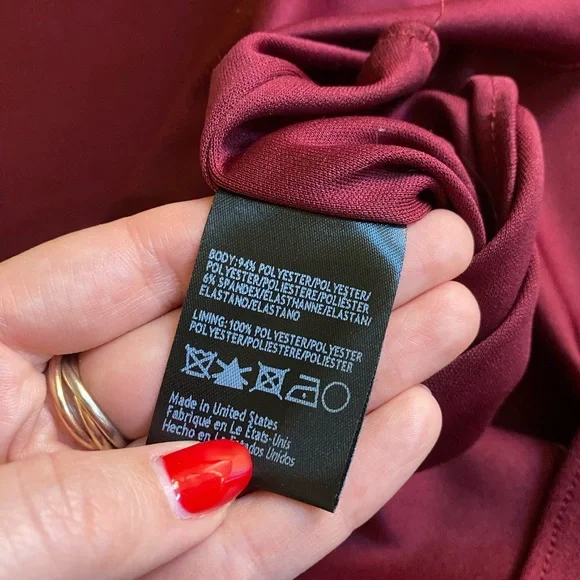 BODY: 94% POLYESTER/POLYESTER/
POLYESTER/POLIESTERE/POLIÉSTER
6% SPANDEX/ELASTHANNE/ELASTAN/
ELASTANO/ELASTANO
LINING: 100% POLYESTER/POLYESTER
POLYESTER/POLIESTERE/POLIÉSTER
Made in United States
Fabriqué en Le États-Unis
Hecho en Estados Unidos